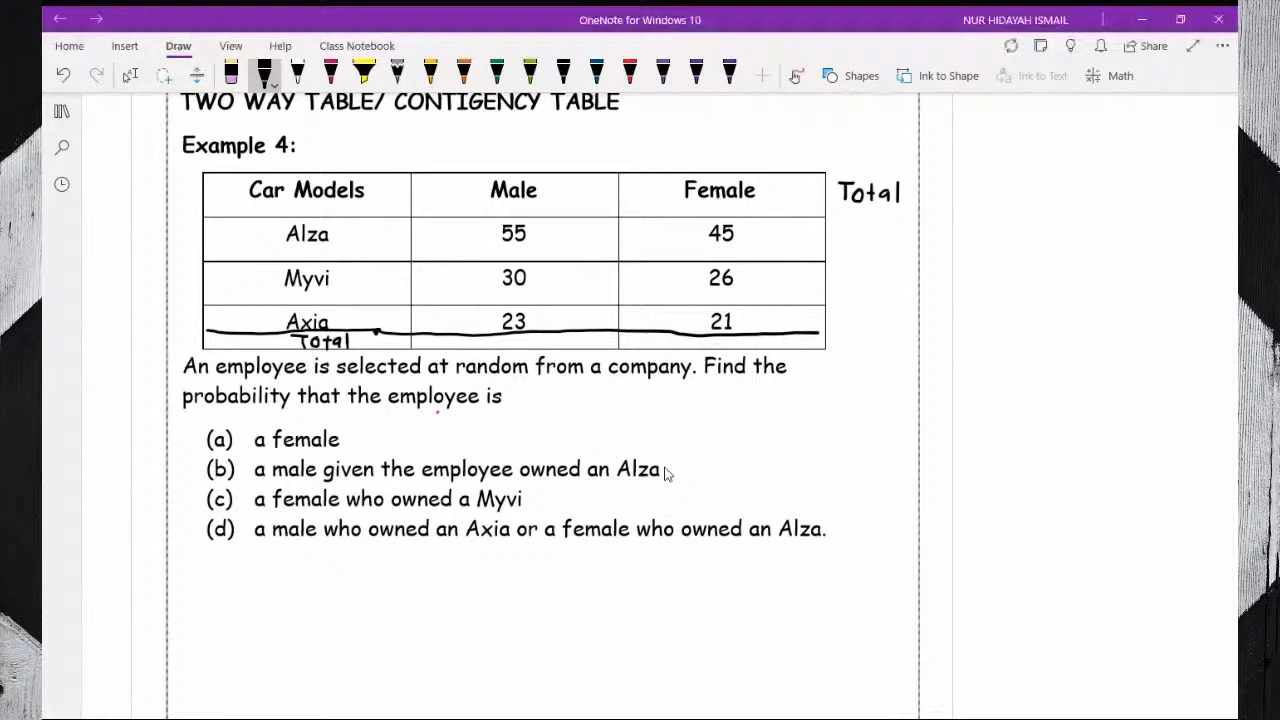 OneNote for Windows 10
NUR HIDAYAH ISMAIL
Home Insert Draw View Help Class Notebook
Share
Shapes Ink to Shape Ink to Text Math
TWO WAY TABLE/ CONTIGENCY TABLE
Example 4:
Car Models Male Female Total
Alza 55 45
Myvi 30 26
Axia 23 21
Total
An employee is selected at random from a company. Find the
probability that the employee is
(a) a female
(b) a male given the employee owned an Alza
(c) a female who owned a Myvi
(d) a male who owned an Axia or a female who owned an Alza.